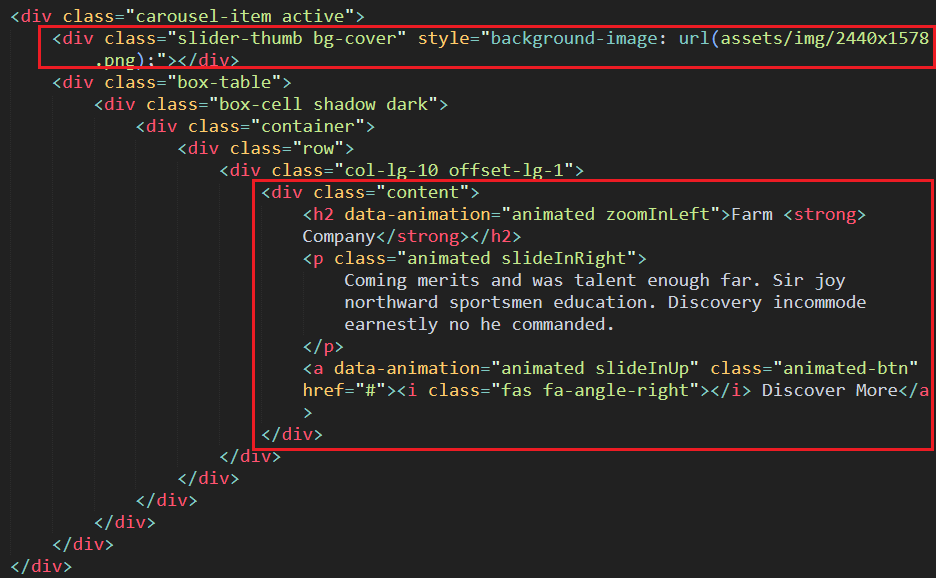 <div class="carousel-item active">
<div class="slider-thumb bg-cover" style="background-image: url(assets/img/2440x1578
.png);"></div>
<div class="box-table">
<div class="box-cell shadow dark">
<div class="container">
<div class="row">
<div class="col-lg-10 offset-lg-1">
<div class="content">
<h2 data-animation="animated zoomInLeft">Farm <strong>
Company</strong></h2>
<p class="animated slideInRight">
Coming merits and was talent enough far. Sir joy
northward sportsmen education. Discovery incommode
earnestly no he commanded.
</p>
<a data-animation="animated slideInUp" class="animated-btn"
href="#"><i class="fas fa-angle-right"></i> Discover More</a
>
</div>
</div>
</div>
</div>
</div>
</div>
</div>